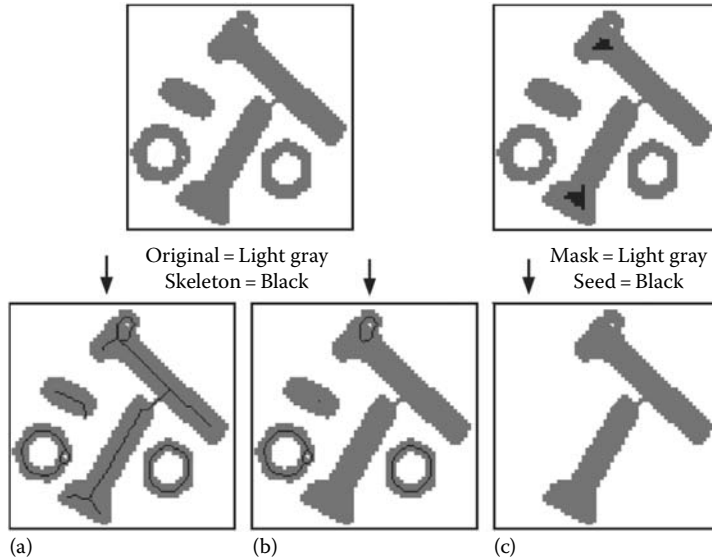 Original = Light gray
Skeleton = Black
Mask = Light gray
Seed = Black
(a)
(b)
(c)